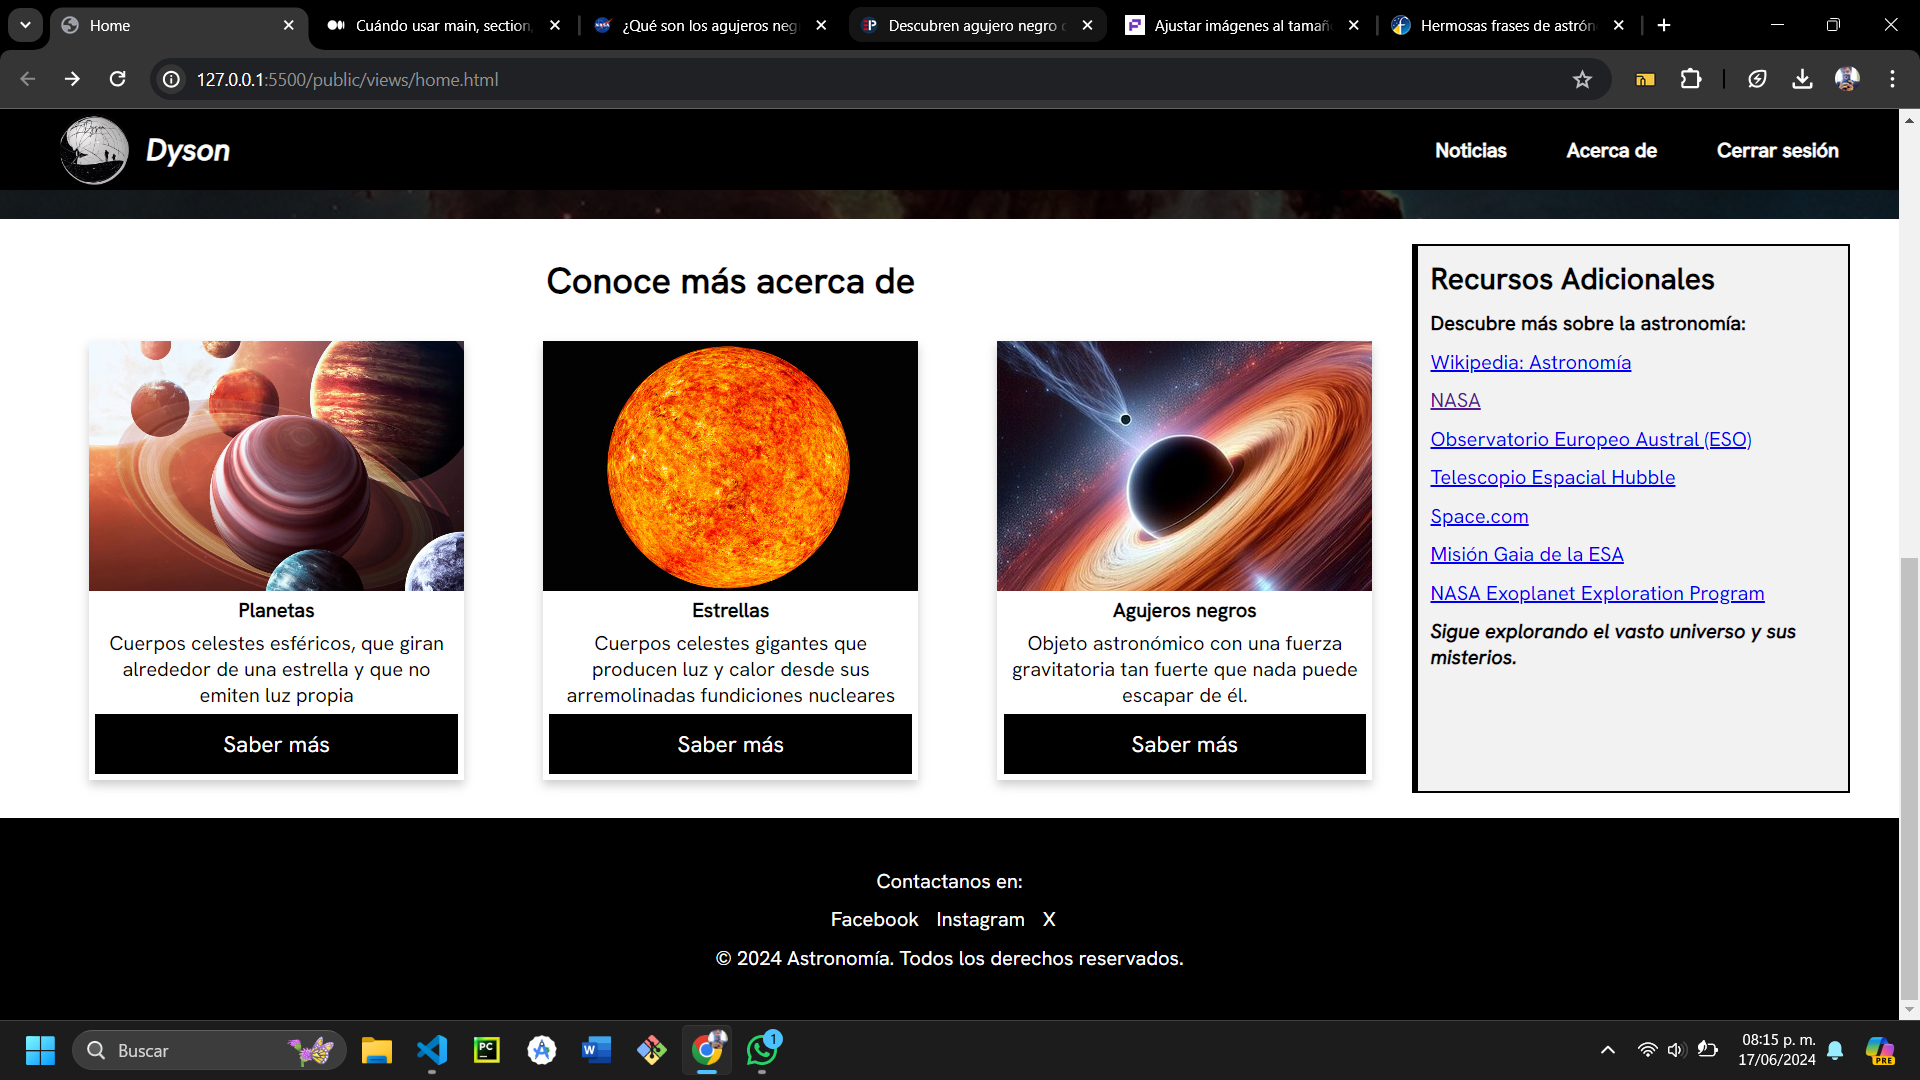 Home
Cuándo usar main, section,
¿Qué son los agujeros neg
Descubren agujero negro
Ajustar imágenes al tamañ
Hermosas frases de astrón
127.0.0.1:5500/public/views/home.html
Dyson
Noticias
Acerca de
Cerrar sesión
Conoce más acerca de
Planetas
Cuerpos celestes esféricos, que giran
alrededor de una estrella y que no
emiten luz propia
Saber más
Estrellas
Cuerpos celestes gigantes que
producen luz y calor desde sus
arremolinadas fundiciones nucleares
Saber más
Agujeros negros
Objeto astronómico con una fuerza
gravitatoria tan fuerte que nada puede
escapar de él.
Saber más
Recursos Adicionales
Descubre más sobre la astronomía:
Wikipedia: Astronomía
NASA
Observatorio Europeo Austral (ESO)
Telescopio Espacial Hubble
Space.com
Misión Gaia de la ESA
NASA Exoplanet Exploration Program
Sigue explorando el vasto universo y sus
misterios.
Contactanos en:
Facebook Instagram X
© 2024 Astronomía. Todos los derechos reservados.
Buscar
1
08:15 p. m.
17/06/2024
PRE